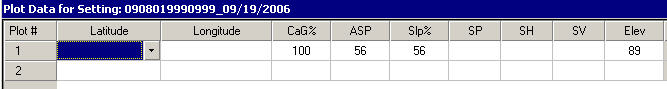 Plot Data for Setting: 0908019990999_09/19/2006
Plot # Latitude Longitude CaG% ASP Slp% SP SH SV Elev
1 100 56 56 89
2